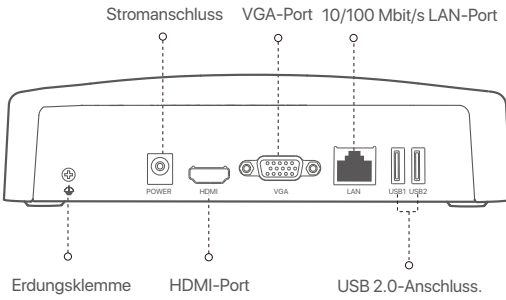 Stromanschluss VGA-Port 10/100 Mbit/s LAN-Port
POWER HDMI VGA LAN USB1 USB2
Erdungsklemme HDMI-Port USB 2.0-Anschluss.